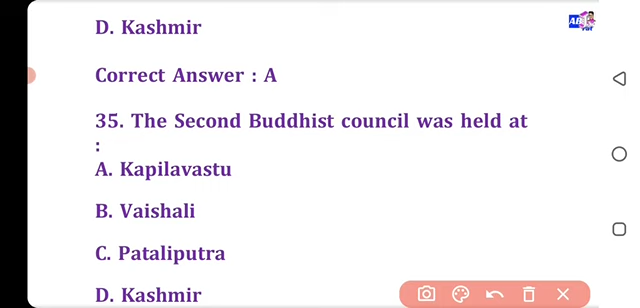 D. Kashmir
Correct Answer : A
35. The Second Buddhist council was held at
:
A. Kapilavastu
B. Vaishali
C. Pataliputra
D. Kashmir